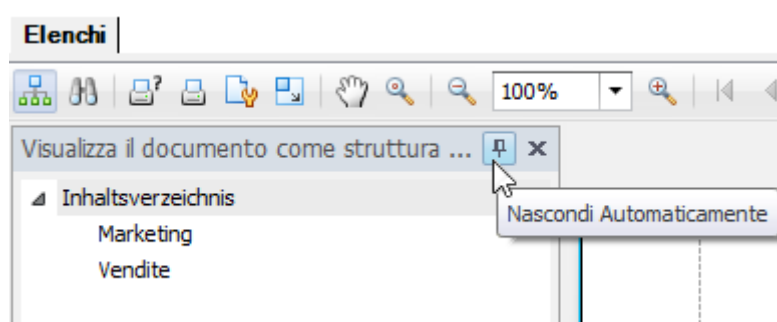 Elenchi
100%
Visualizza il documento come struttura ...
Inhaltsverzeichnis
Nascondi Automaticamente
Marketing
Vendite